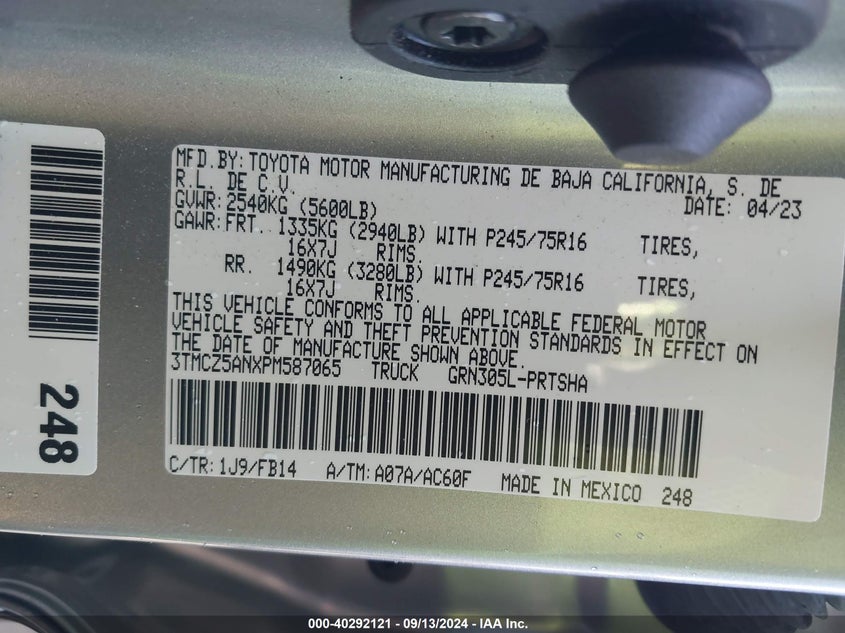 MFD.BY: TOYOTA MOTOR MANUFACTURING DE BAJA CALIFORNIA, S. DE
R.L. DE C.V. DATE: 04/23
GVWR: 2540KG (5600LB)
GAWR: FRT. 1335KG (2940LB) WITH P245/75R16 TIRES,
16X7J RIMS.
RR. 1490KG (3280LB) WITH P245/75R16 TIRES,
16X7J RIMS.
THIS VEHICLE CONFORMS TO ALL APPLICABLE FEDERAL MOTOR
VEHICLE SAFETY AND THEFT PREVENTION STANDARDS IN EFFECT ON
THE DATE OF MANUFACTURE SHOWN ABOVE.
3TMCZ5ANXPM587065 TRUCK GRN305L-PRTSHA
C/TR: 1J9/FB14 A/TM: A07A/AC60F MADE IN MEXICO 248
248
000-40292121 - 09/13/2024 - IAA Inc.